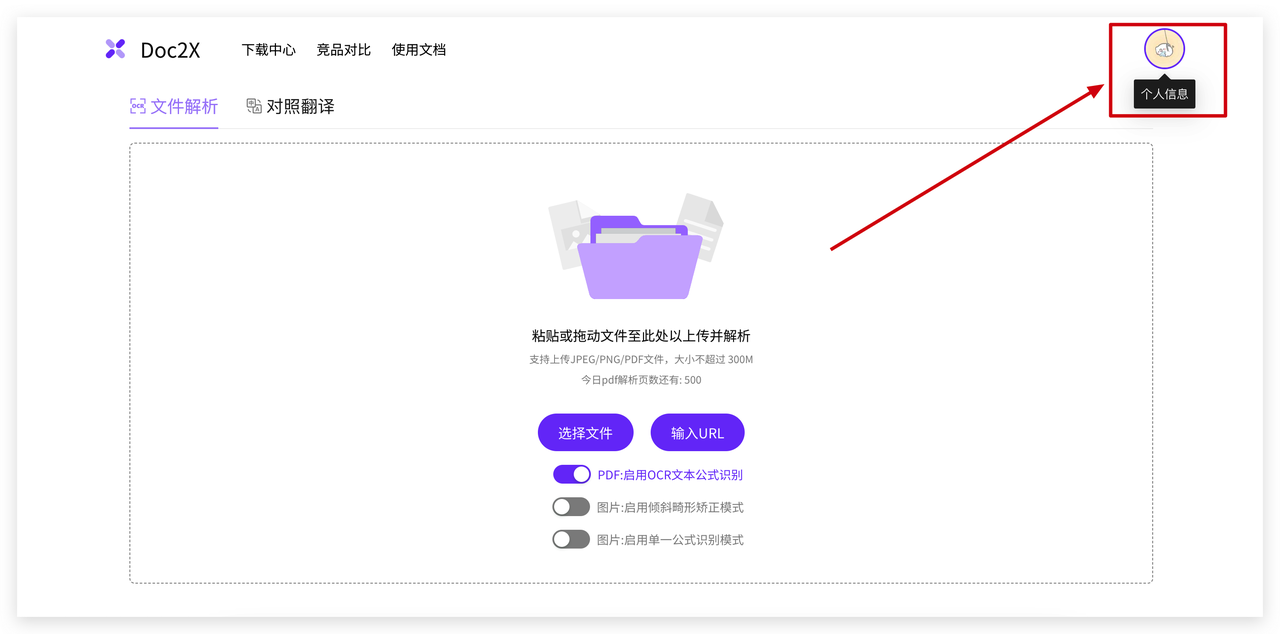 Doc2X
下载中心 竞品对比 使用文档
个人信息
OCR 文件解析 对照翻译
粘贴或拖动文件至此处以上传并解析
支持上传JPEG/PNG/PDF文件，大小不超过 300M
今日pdf解析页数还有: 500
选择文件 输入URL
PDF:启用OCR文本公式识别
图片:启用倾斜畸形矫正模式
图片:启用单一公式识别模式